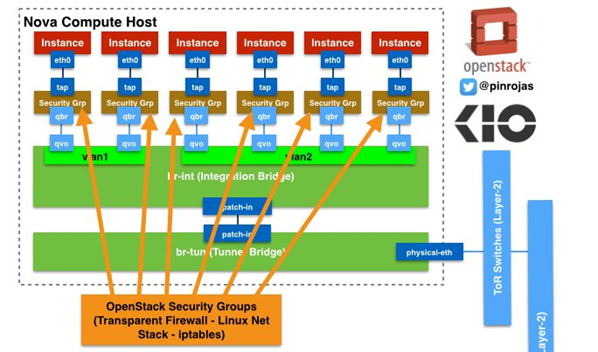 Nova Compute Host
Instance Instance Instance Instance Instance Instance
eth0 eth0 eth0 eth0 eth0 eth0
tap tap tap tap tap tap
Security Grp Security Grp Security Grp Security Grp Security Grp Security Grp
qbr qbr qbr qbr qbr qbr
qvo qvo qvo qvo qvo qvo
vlan1 vlan2
br-int (Integration Bridge)
patch-in
patch-in
br-tun (Tunner Bridge)
physical-eth
OpenStack Security Groups
(Transparent Firewall - Linux Net
Stack - iptables)
openstack™
@pinrojas
KIO
ToR Switches (Layer-2)
Layer-2)